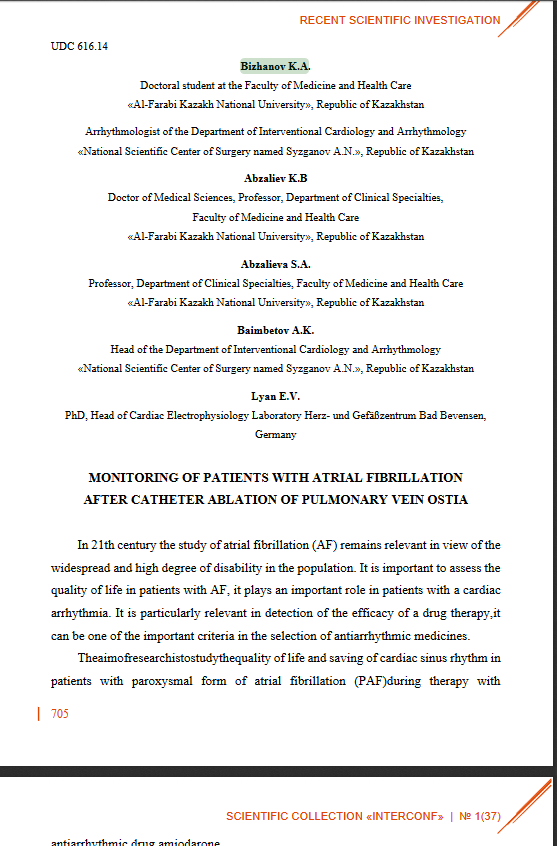 RECENT SCIENTIFIC INVESTIGATION
UDC 616.14
Bizhanov K.A.
Doctoral student at the Faculty of Medicine and Health Care
«Al-Farabi Kazakh National University», Republic of Kazakhstan
Arrhythmologist of the Department of Interventional Cardiology and Arrhythmology
«National Scientific Center of Surgery named Syzganov A.N.», Republic of Kazakhstan
Abzaliev K.B
Doctor of Medical Sciences, Professor, Department of Clinical Specialties,
Faculty of Medicine and Health Care
«Al-Farabi Kazakh National University», Republic of Kazakhstan
Abzalieva S.A.
Professor, Department of Clinical Specialties, Faculty of Medicine and Health Care
«Al-Farabi Kazakh National University», Republic of Kazakhstan
Baimbetov A.K.
Head of the Department of Interventional Cardiology and Arrhythmology
«National Scientific Center of Surgery named Syzganov A.N.», Republic of Kazakhstan
Lyan E.V.
PhD, Head of Cardiac Electrophysiology Laboratory Herz- und Gefäßzentrum Bad Bevensen,
Germany
MONITORING OF PATIENTS WITH ATRIAL FIBRILLATION
AFTER CATHETER ABLATION OF PULMONARY VEIN OSTIA
In 21th century the study of atrial fibrillation (AF) remains relevant in view of the
widespread and high degree of disability in the population. It is important to assess the
quality of life in patients with AF, it plays an important role in patients with a cardiac
arrhythmia. It is particularly relevant in detection of the efficacy of a drug therapy,it
can be one of the important criteria in the selection of antiarrhythmic medicines.
Theaimofresearchistostudythequality of life and saving of cardiac sinus rhythm in
patients with paroxysmal form of atrial fibrillation (PAF)during therapy with
705
SCIENTIFIC COLLECTION «INTERCONF» | № 1(37)
antiarrhythmic drug amiodarone